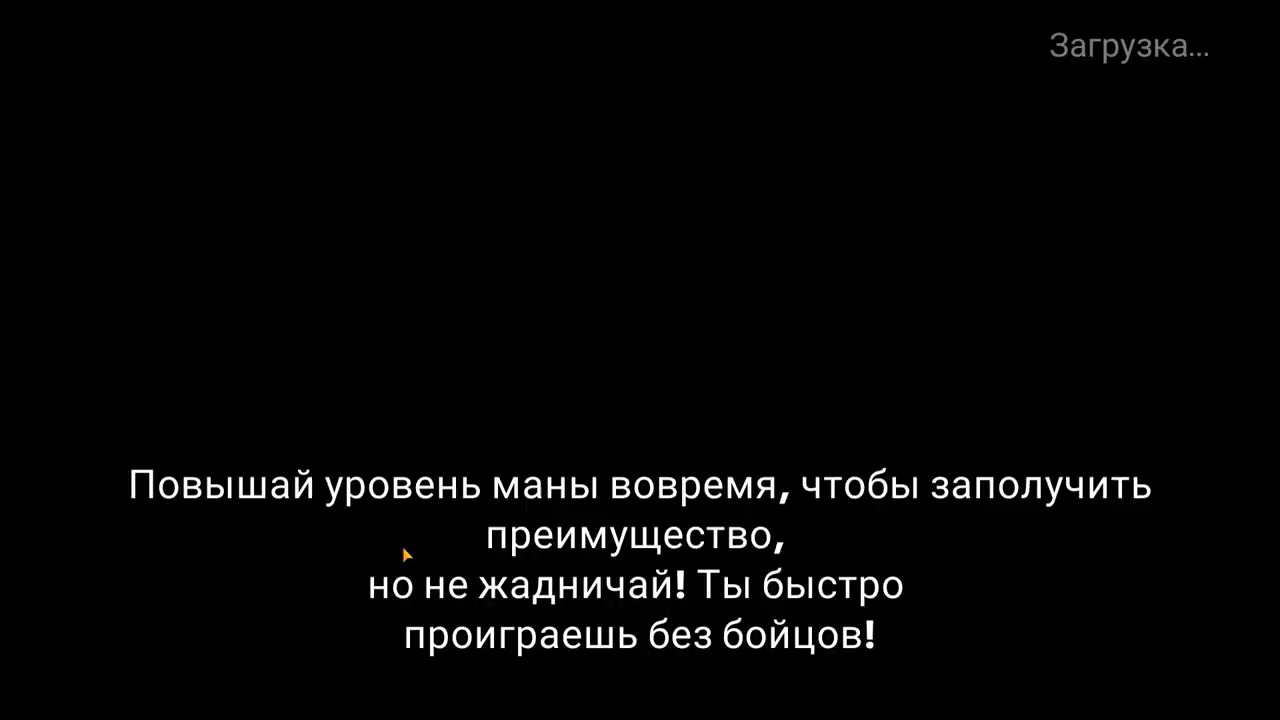 Загрузка...
Повышай уровень маны вовремя, чтобы заполучить
преимущество,
но не жадничай! Ты быстро
проиграешь без бойцов!